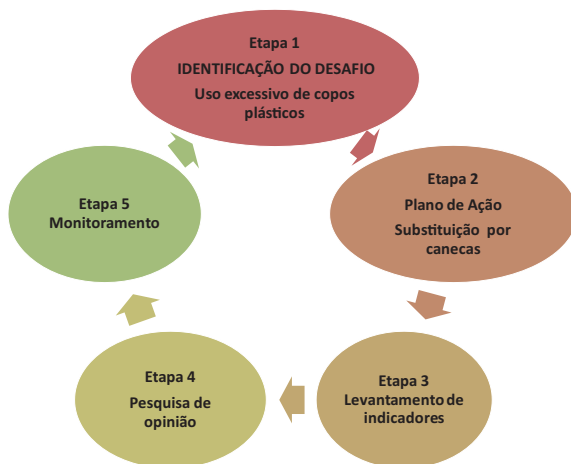 Etapa 1
IDENTIFICAÇÃO DO DESAFIO
Uso excessivo de copos
plásticos
Etapa 2
Plano de Ação
Substituição por
canecas
Etapa 3
Levantamento de
indicadores
Etapa 4
Pesquisa de
opinião
Etapa 5
Monitoramento